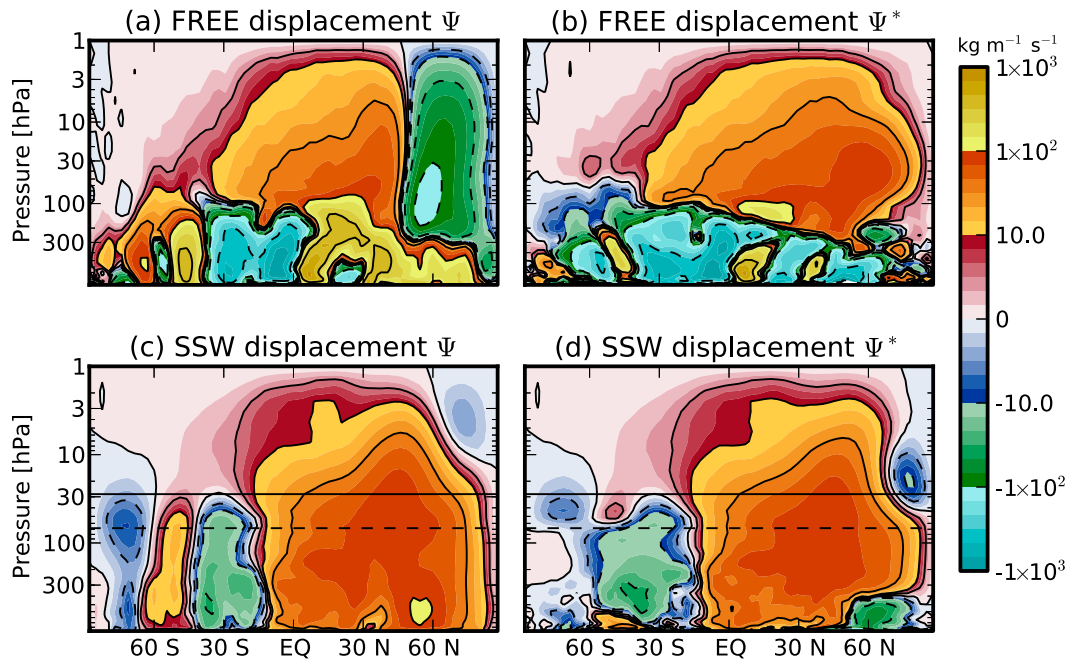 (a) FREE displacement Ψ
(b) FREE displacement Ψ*
kg m⁻¹ s⁻¹
1
3
10
30
100
300
Pressure [hPa]
1×10³
1×10²
10.0
0
-10.0
-1×10²
-1×10³
(c) SSW displacement Ψ
(d) SSW displacement Ψ*
1
3
10
30
100
300
Pressure [hPa]
60 S 30 S EQ 30 N 60 N
60 S 30 S EQ 30 N 60 N